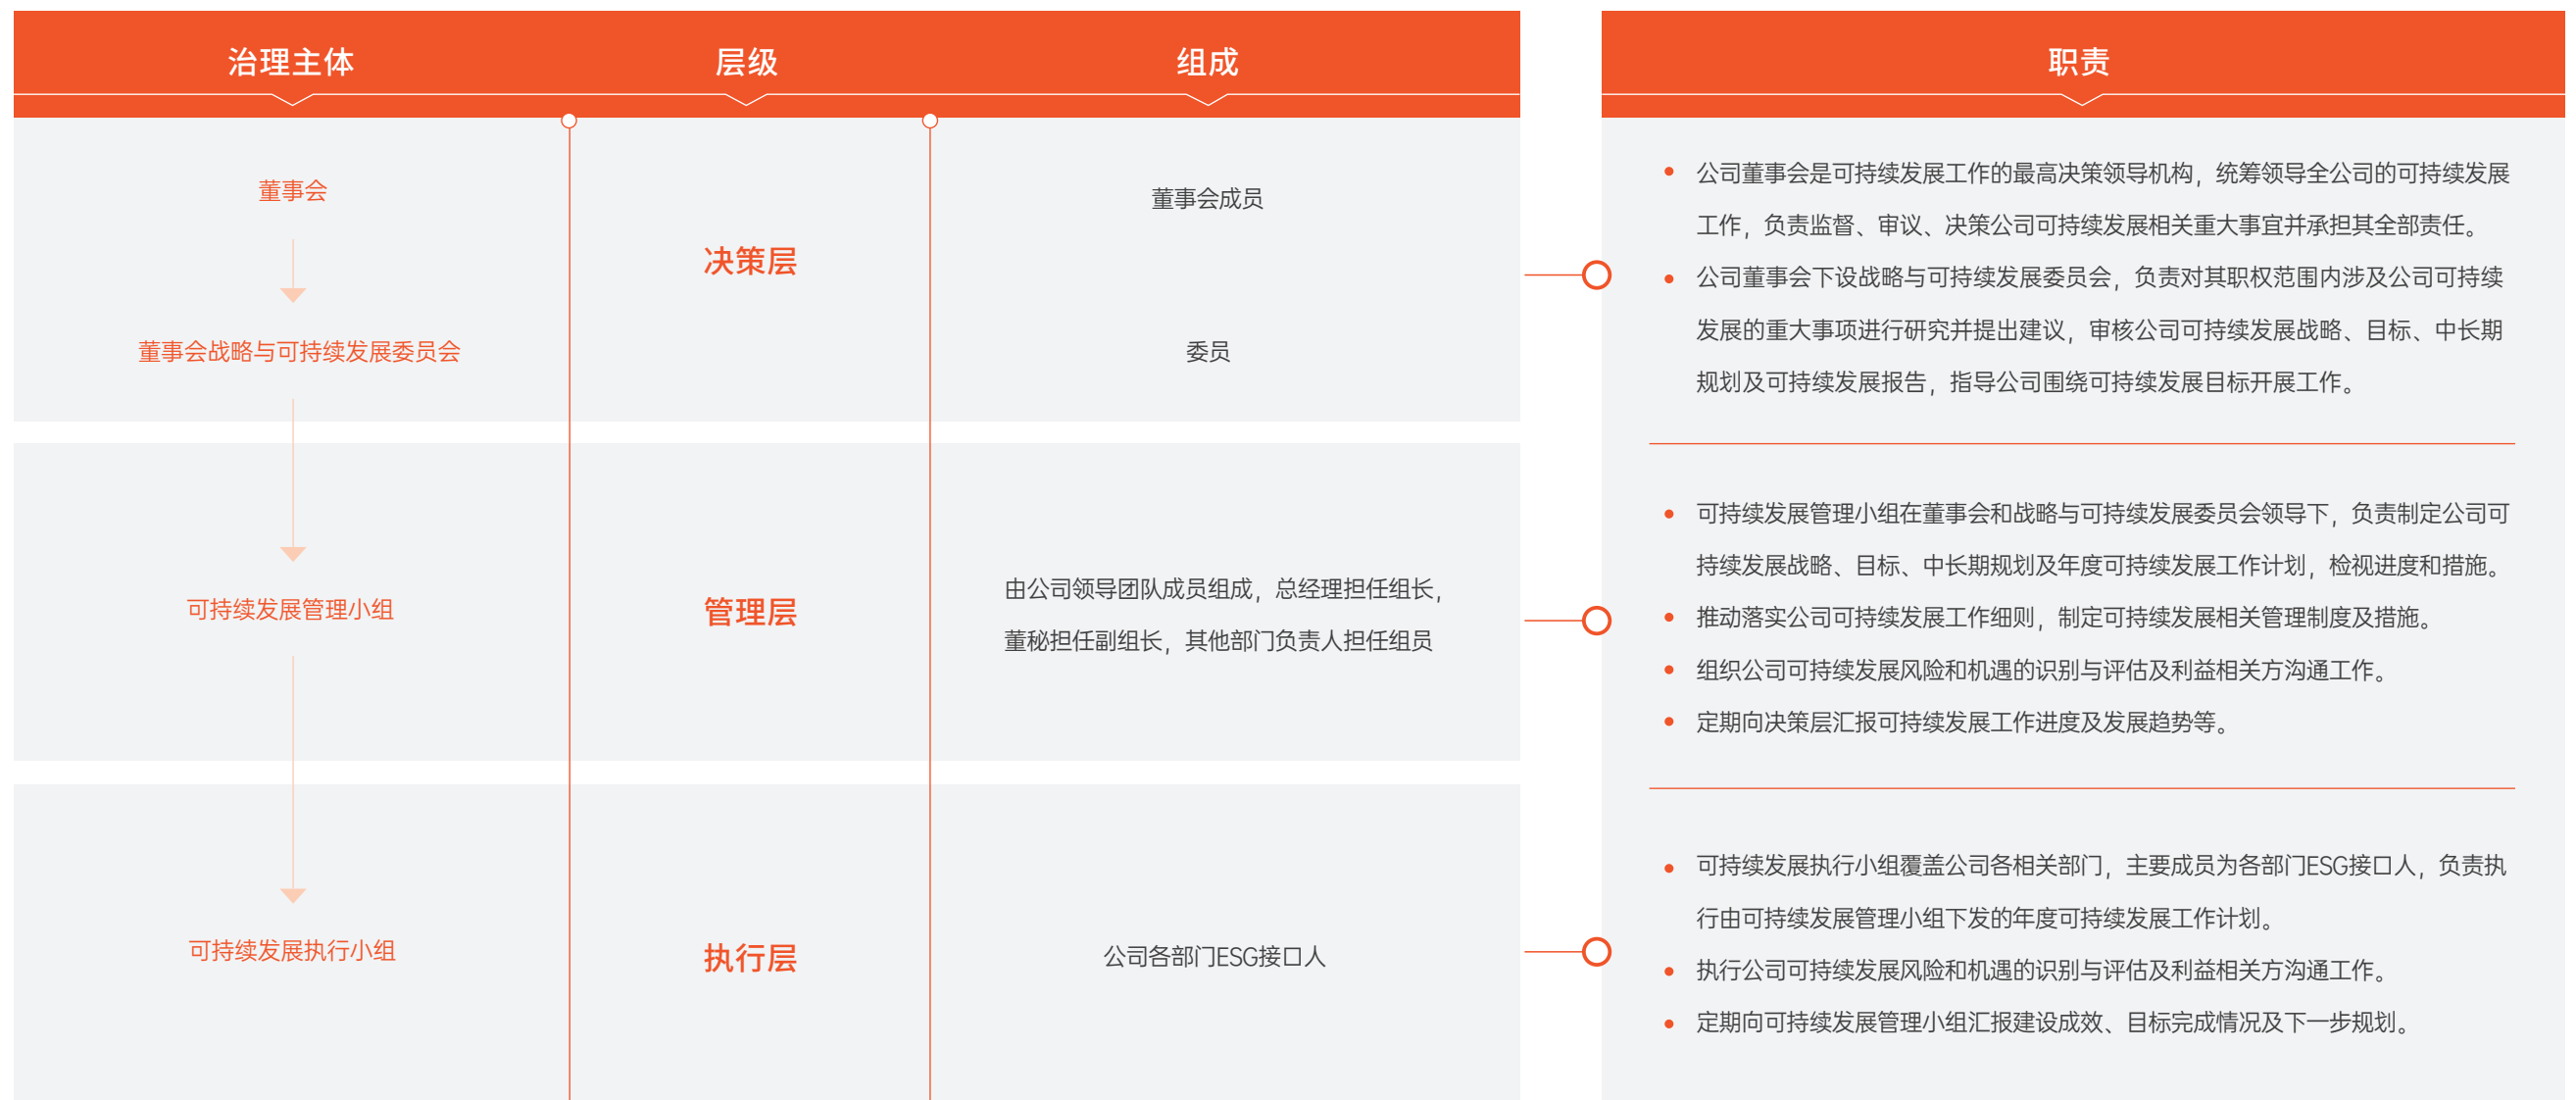 治理主体
层级
组成
职责
董事会
决策层
董事会成员
董事会战略与可持续发展委员会
委员
公司董事会是可持续发展工作的最高决策领导机构，统筹领导全公司的可持续发展
工作，负责监督、审议、决策公司可持续发展相关重大事宜并承担其全部责任。
公司董事会下设战略与可持续发展委员会，负责对其职权范围内涉及公司可持续
发展的重大事项进行研究并提出建议，审核公司可持续发展战略、目标、中长期
规划及可持续发展报告，指导公司围绕可持续发展目标开展工作。
可持续发展管理小组
管理层
由公司领导团队成员组成，总经理担任组长，
董秘担任副组长，其他部门负责人担任组员
可持续发展管理小组在董事会和战略与可持续发展委员会领导下，负责制定公司可
持续发展战略、目标、中长期规划及年度可持续发展工作计划，检视进度和措施。
推动落实公司可持续发展工作细则，制定可持续发展相关管理制度及措施。
组织公司可持续发展风险和机遇的识别与评估及利益相关方沟通工作。
定期向决策层汇报可持续发展工作进度及发展趋势等。
可持续发展执行小组
执行层
公司各部门ESG接口人
可持续发展执行小组覆盖公司各相关部门，主要成员为各部门ESG接口人，负责执
行由可持续发展管理小组下发的年度可持续发展工作计划。
执行公司可持续发展风险和机遇的识别与评估及利益相关方沟通工作。
定期向可持续发展管理小组汇报建设成效、目标完成情况及下一步规划。